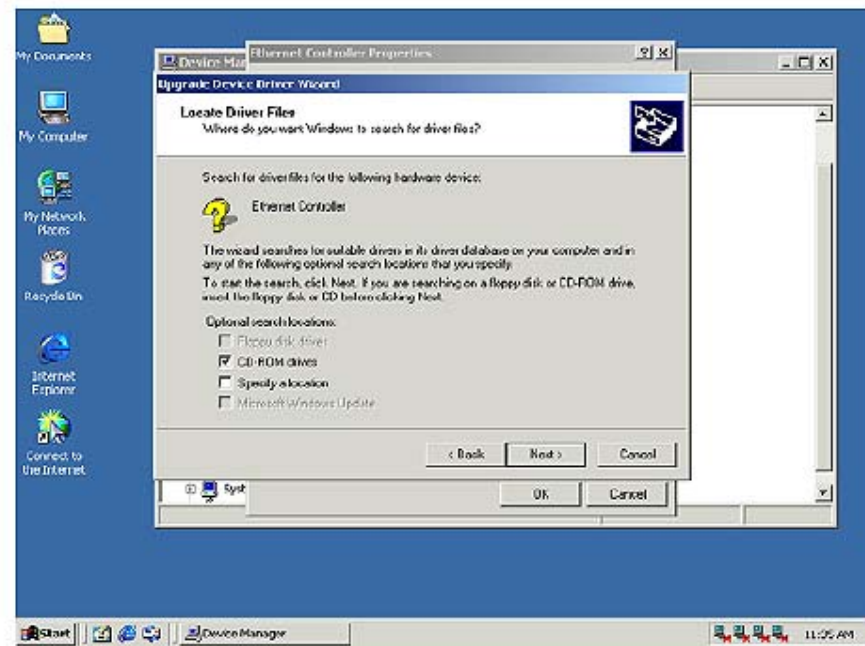 My Documents
My Computer
My Network
Places
Recycle Bin
Internet
Explorer
Connect to
the Internet
Device Mar
Ethernet Controller Properties
Upgrade Device Driver Wizard
Locate Driver Files
Where do you want Windows to search for driver files?
Search for driver files for the following hardware device:
Ethernet Controller
The wizard searches for suitable drivers in its driver database on your computer and in
any of the following optional search locations that you specify.
To start the search, click Next. If you are searching on a floppy disk or CD-ROM drive,
insert the floppy disk or CD before clicking Next.
Optional search locations:
Floppy disk drives
CD-ROM drives
Specify a location
Microsoft Windows Update
< Back
Next >
Cancel
Syst
OK
Cancel
Start
Device Manager
11:05 AM